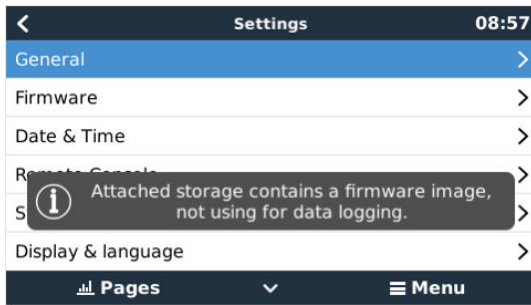 Settings
08:57
General
Firmware
Date & Time
Attached storage contains a firmware image,
not using for data logging.
Display & language
Pages
Menu